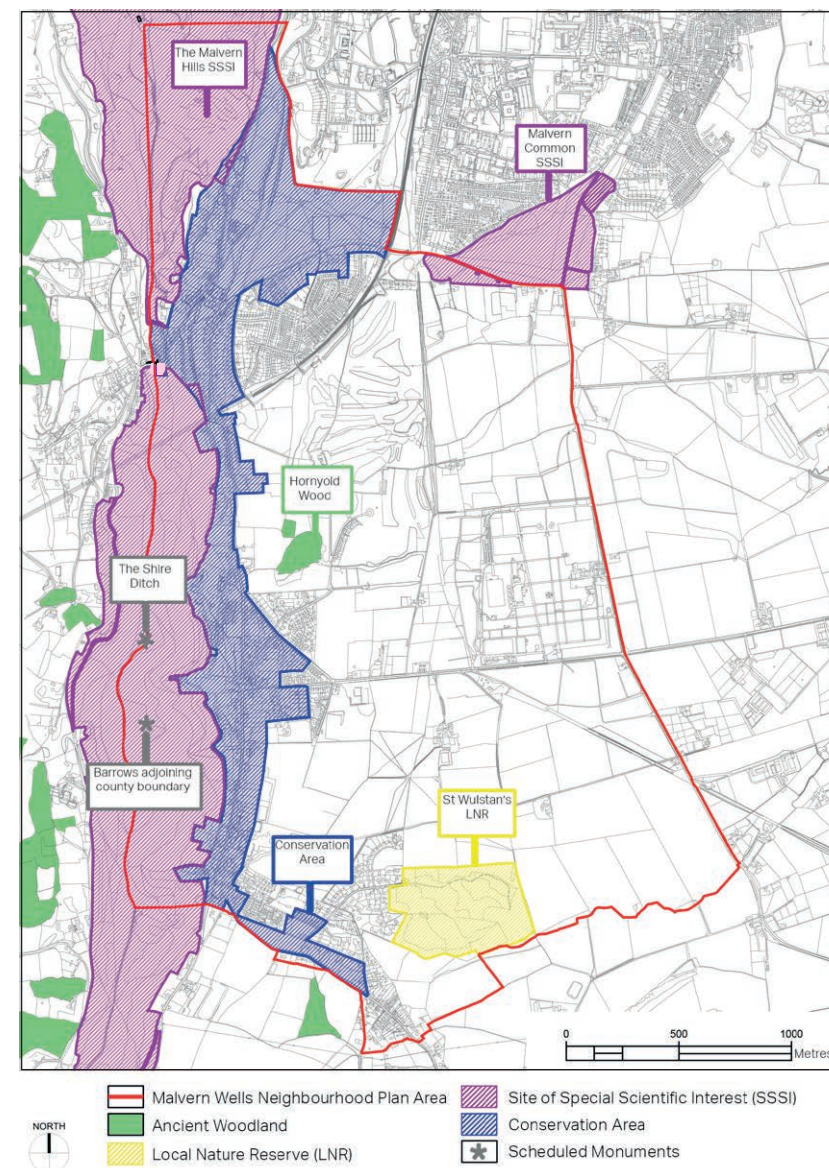 The Malvern
Hills SSSI
Malvern
Common
SSSI
Hornyold
Wood
The Shire
Ditch
Barrows adjoining
county boundary
St Wulstan's
LNR
Conservation
Area
0 500 1000
Metres
NORTH
Malvern Wells Neighbourhood Plan Area
Ancient Woodland
Local Nature Reserve (LNR)
Site of Special Scientific Interest (SSSI)
Conservation Area
Scheduled Monuments